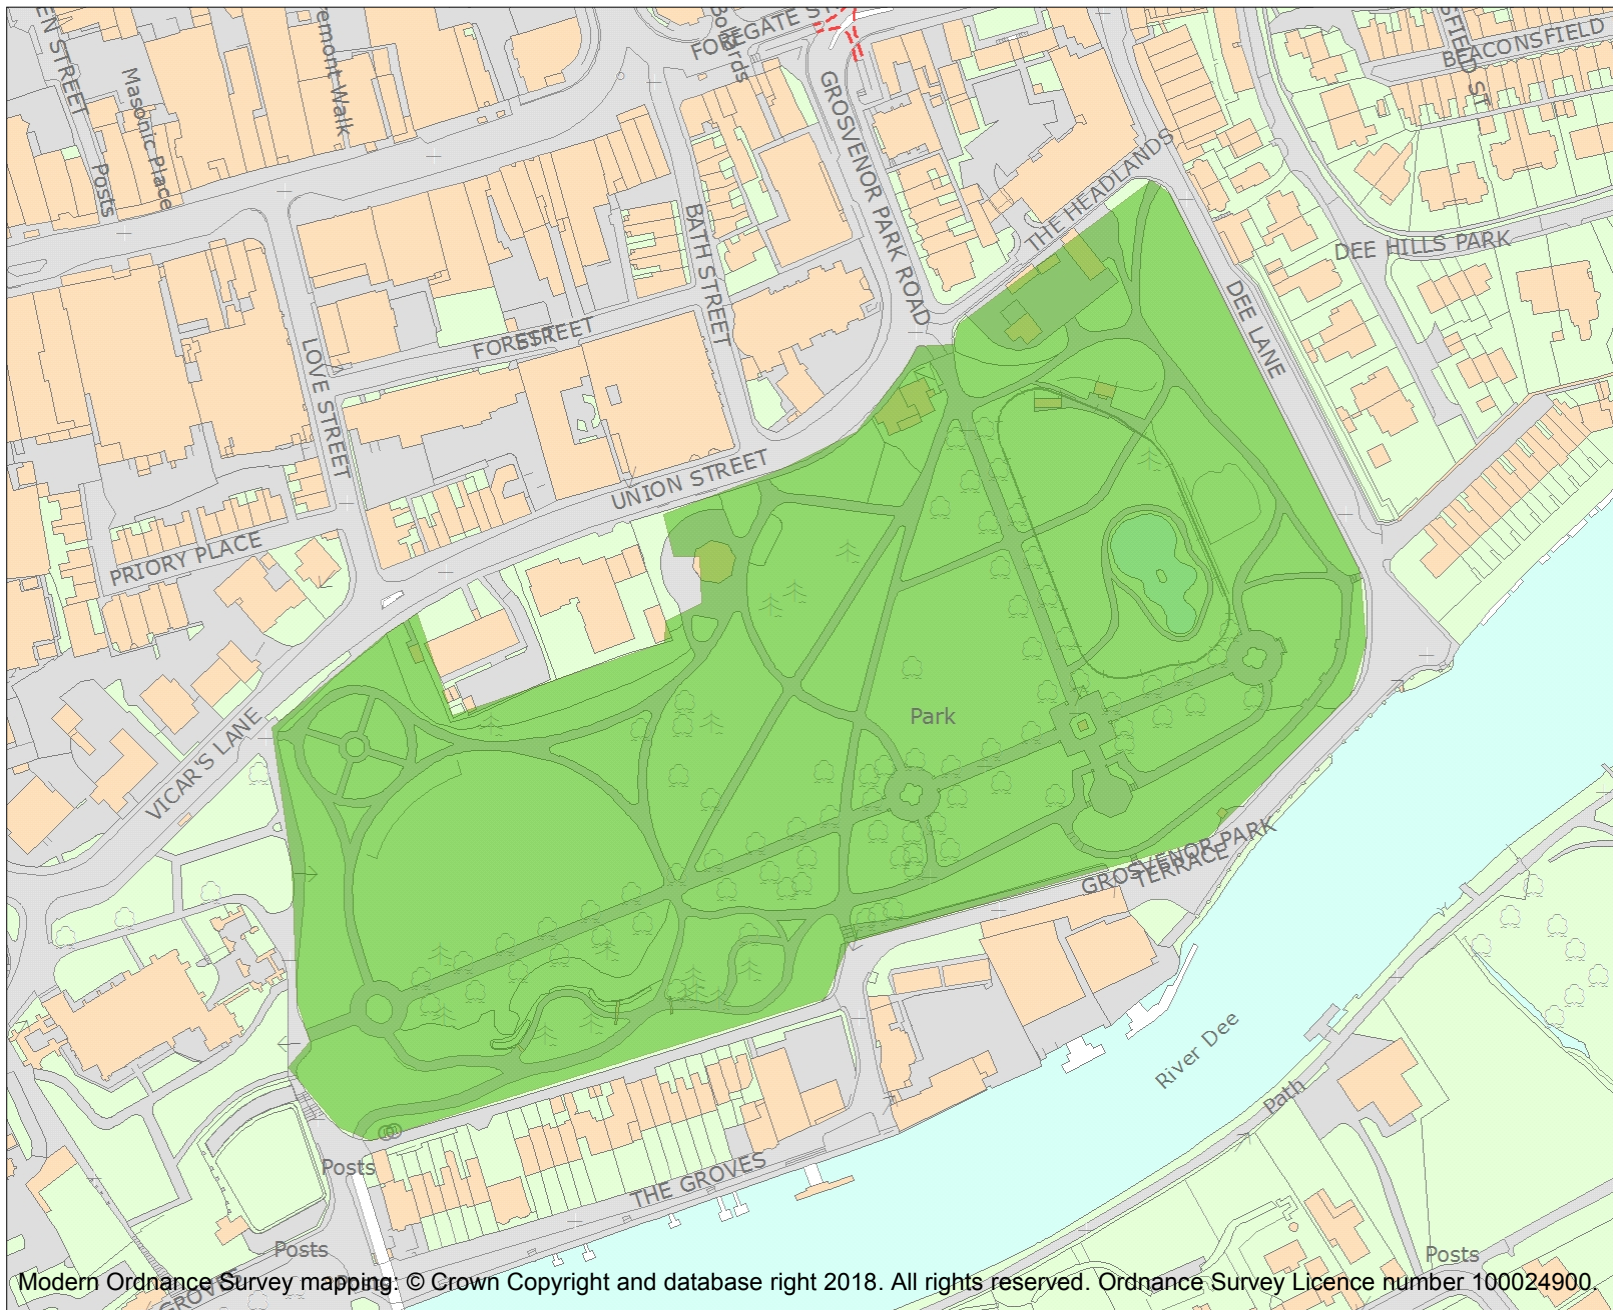 FOREGATE ST
BEACONSFIELD
Masonic Place
Posts
GROSVENOR PARK ROAD
THE HEADLANDS
BATH STREET
DEE HILLS PARK
DEE LANE
FOREST STREET
LOVE STREET
UNION STREET
PRIORY PLACE
Park
VICAR'S LANE
GROSVENOR PARK
TERRACE
River Dee
Path
Posts
THE GROVES
Posts
Posts
Modern Ordnance Survey mapping: © Crown Copyright and database right 2018. All rights reserved. Ordnance Survey Licence number 100024900.